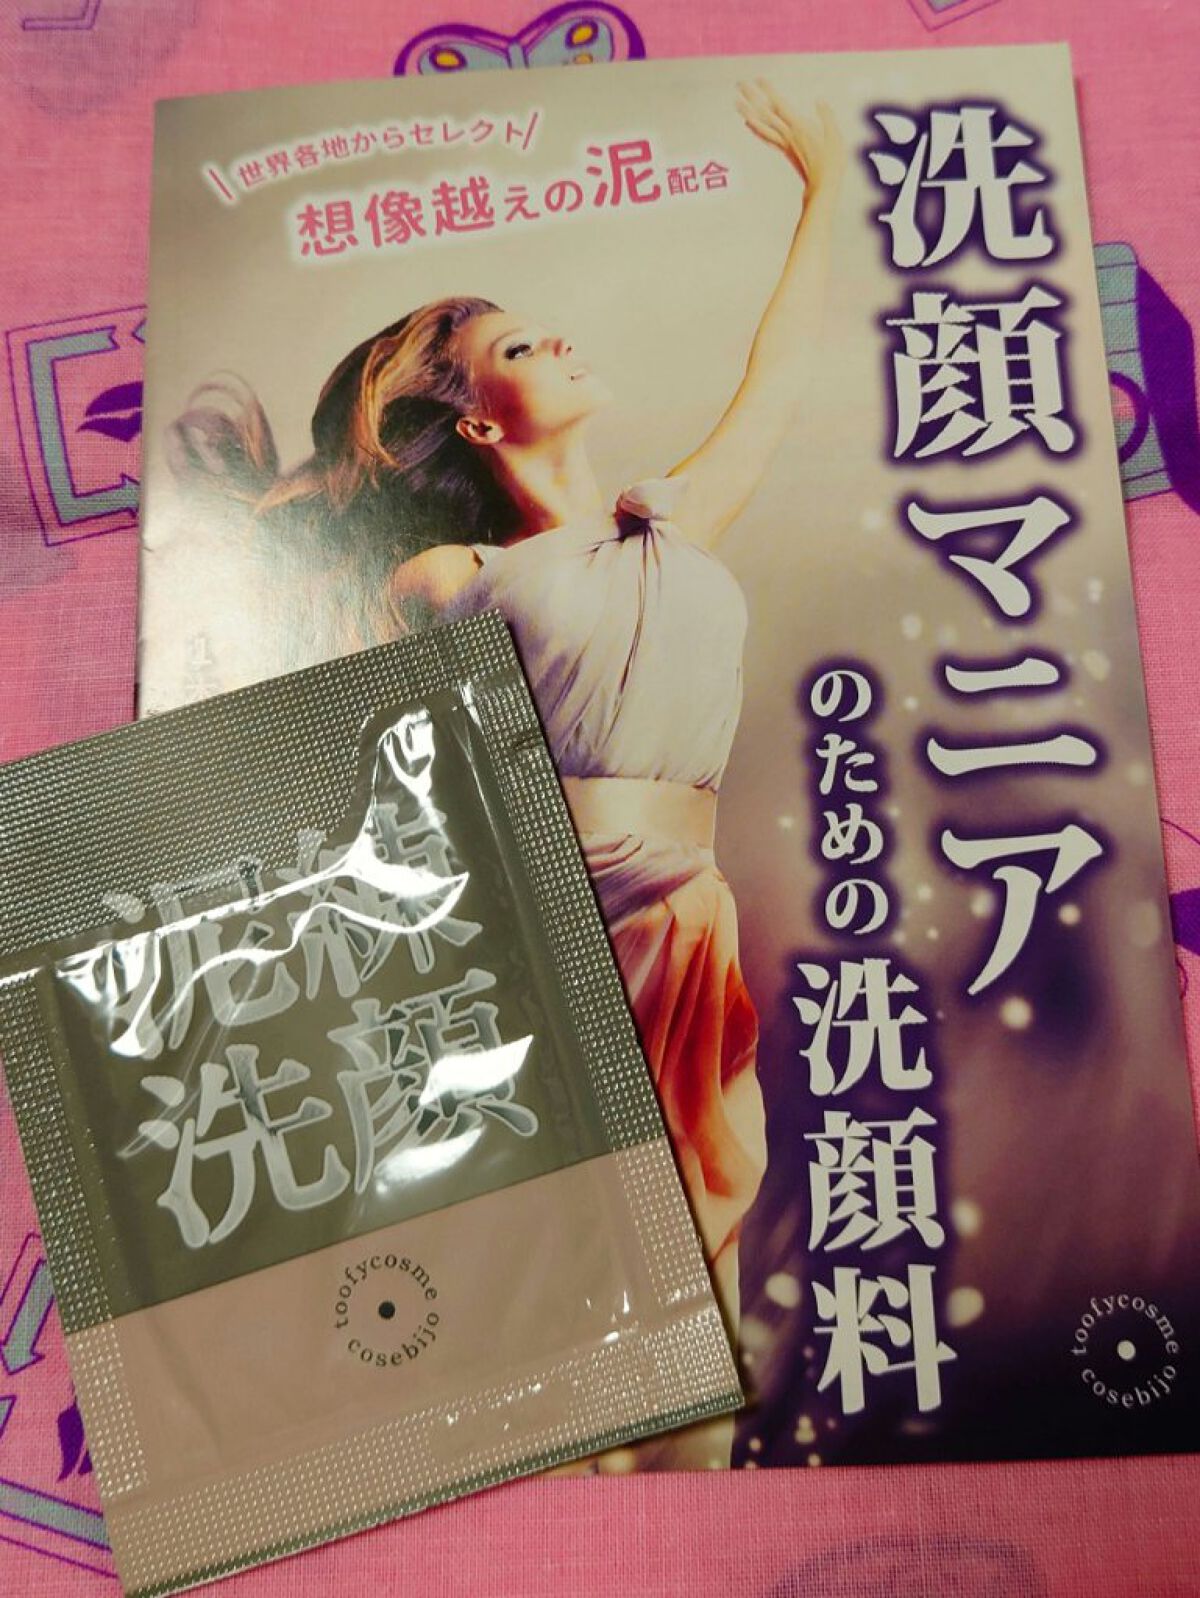 世界各地からセレクト
想像越えの泥配合
洗顔マニア
のための洗顔料
toofycosme
cosebijo
泥練
洗顔
toofycosme
cosebijo